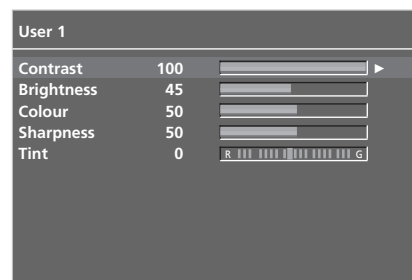 User 1
Contrast 100
Brightness 45
Colour 50
Sharpness 50
Tint 0 R G